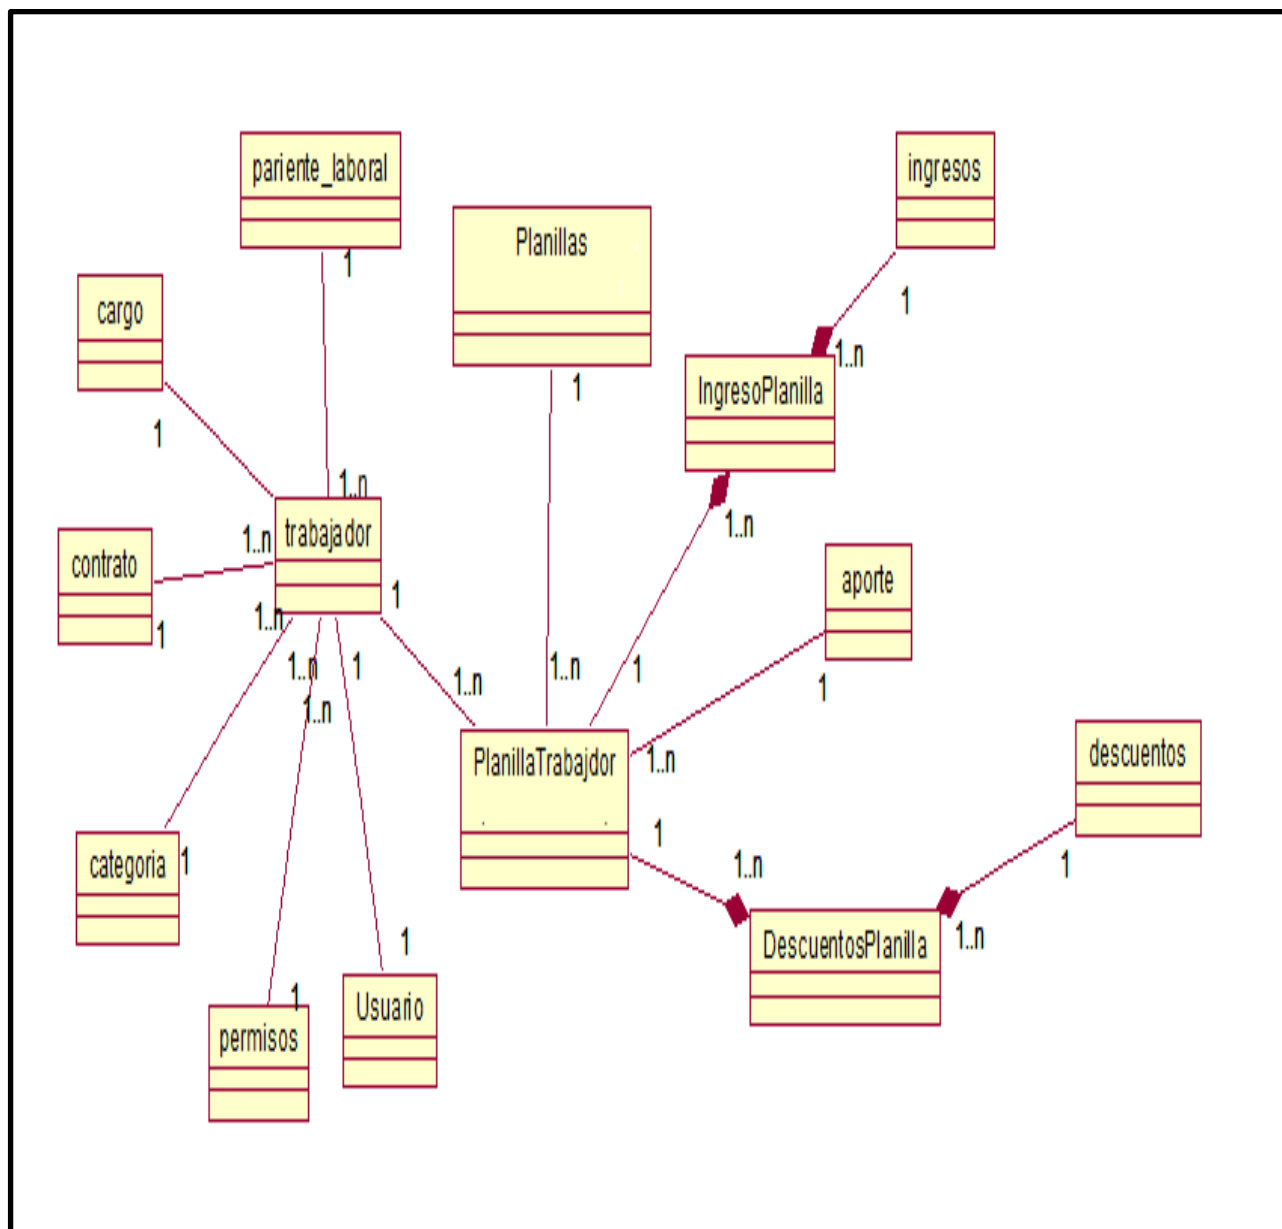 pariente_laboral
1
ingresos
1
Planillas
1
cargo
1
1..n
IngresoPlanilla
1..n
1..n
trabajador
1..n
contrato
1
1..n
1
1..n
1..n
1
1..n
1..n
1
aporte
1
1..n
PlanillaTrabajdor
1
descuentos
1
1..n
DescuentosPlanilla
1..n
categoria
1
1
Usuario
1
permisos